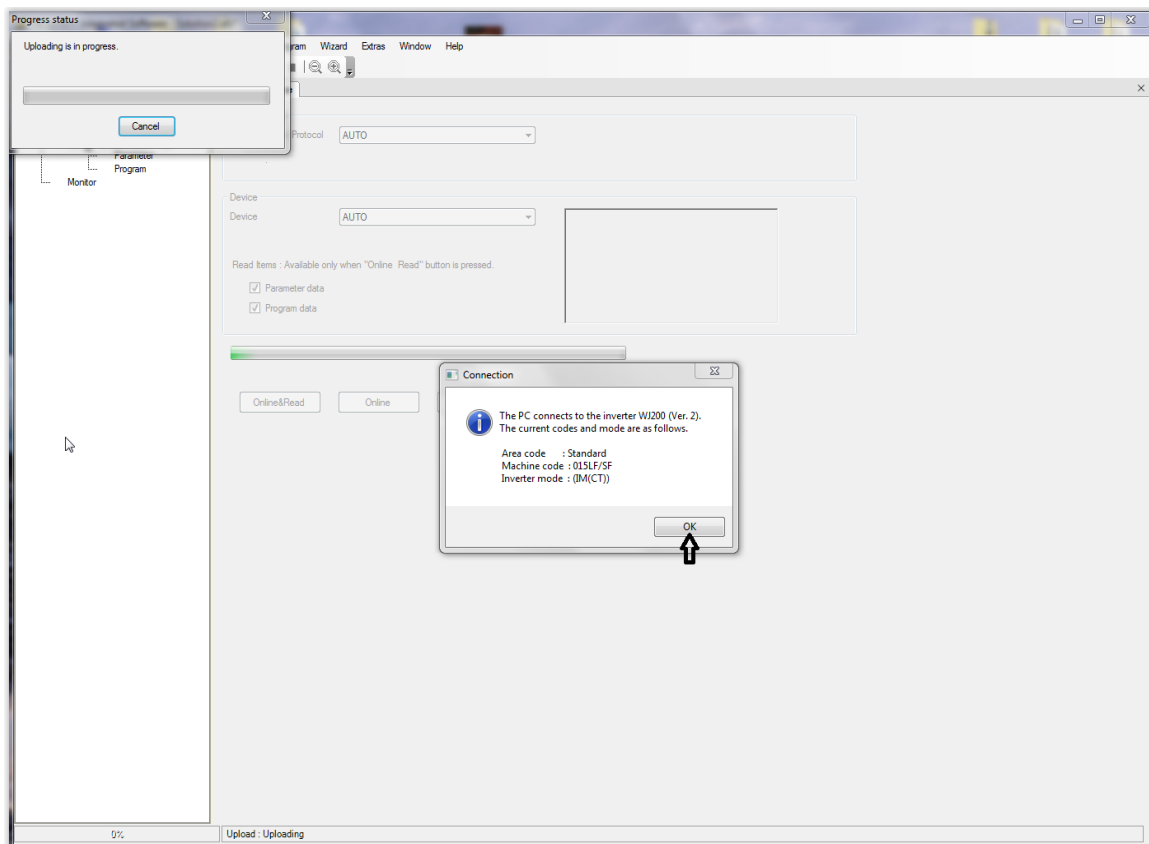 Progress status
Uploading is in progress.
Cancel
Wizard Extras Window Help
Protocol AUTO
Parameter
Program
Monitor
Device
Device AUTO
Read Items : Available only when "Online Read" button is pressed.
Parameter data
Program data
Online&Read Online
Connection
The PC connects to the inverter WJ200 (Ver. 2).
The current codes and mode are as follows.
Area code : Standard
Machine code : 015LF/SF
Inverter mode : (IM(CT))
OK
0% Upload : Uploading